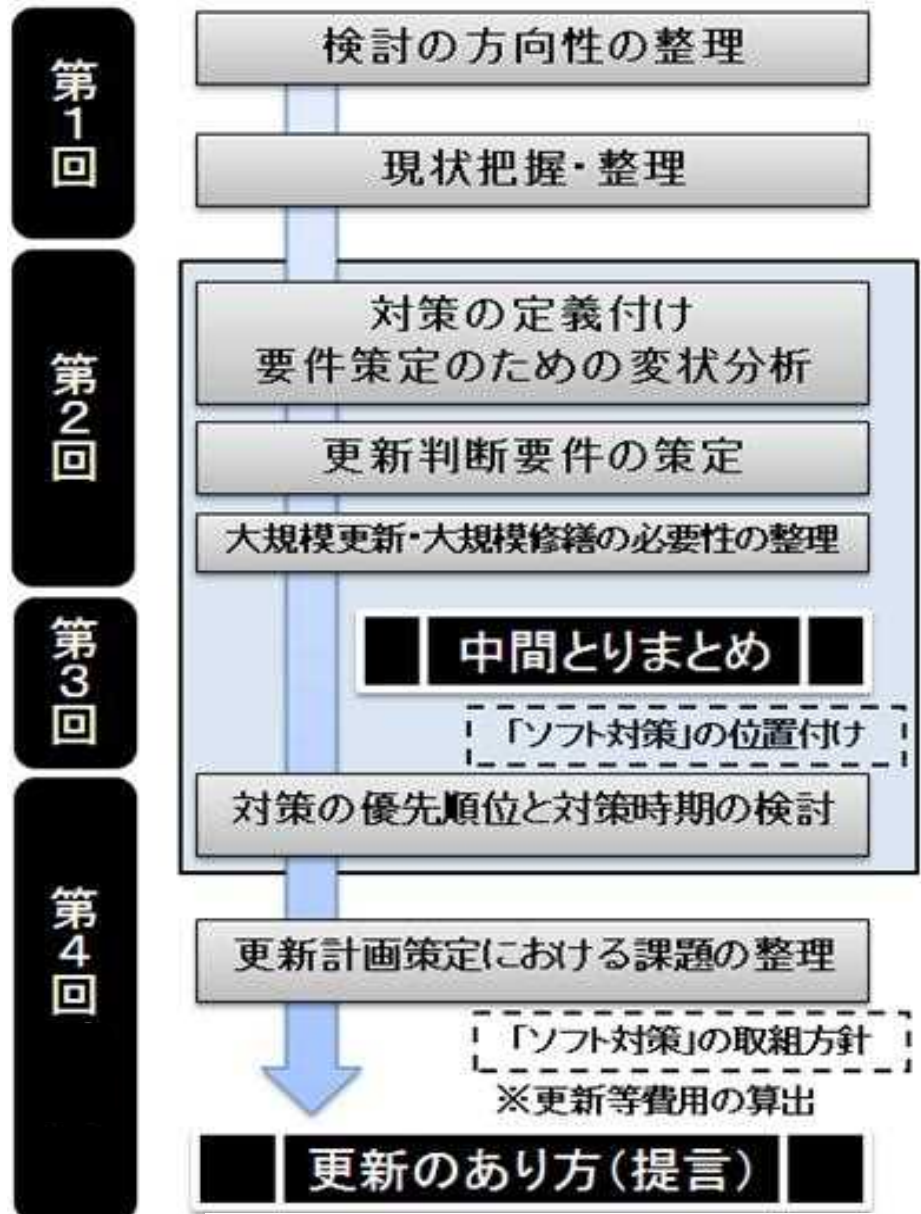 第1回
検討の方向性の整理
現状把握・整理
第2回
対策の定義付け
要件策定のための変状分析
更新判断要件の策定
大規模更新・大規模修繕の必要性の整理
第3回
中間とりまとめ
「ソフト対策」の位置付け
第4回
対策の優先順位と対策時期の検討
更新計画策定における課題の整理
「ソフト対策」の取組方針
※更新等費用の算出
更新のあり方(提言)